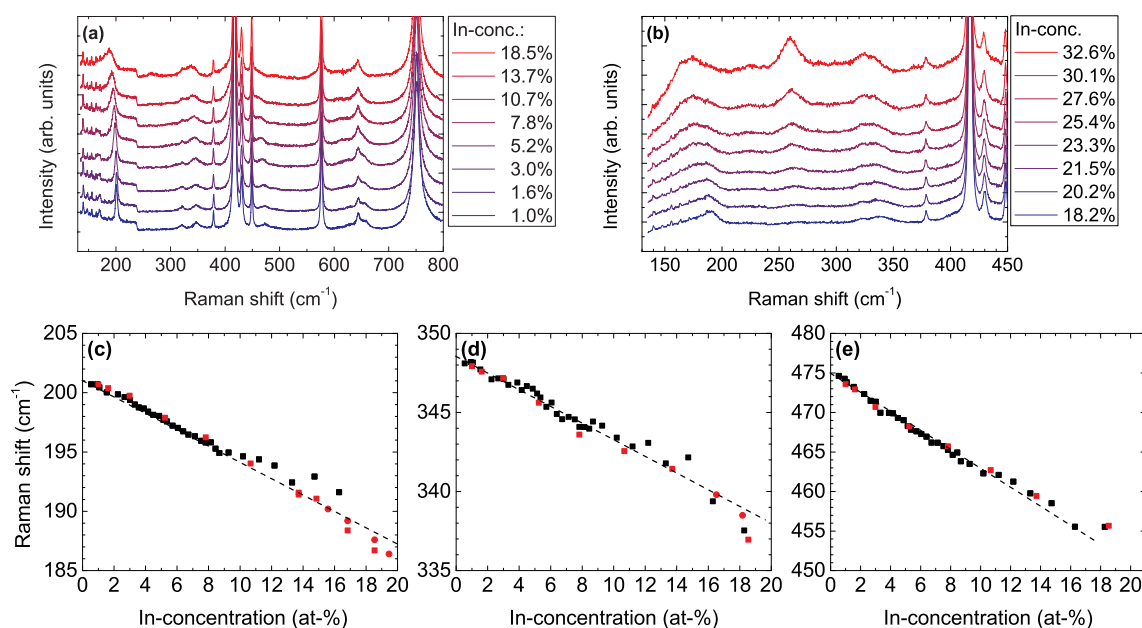 (a)
Intensity (arb. units)
200 300 400 500 600 700 800
Raman shift (cm-1)
In-conc.:
18.5%
13.7%
10.7%
7.8%
5.2%
3.0%
1.6%
1.0%
(b)
Intensity (arb. units)
150 200 250 300 350 400 450
Raman shift (cm-1)
In-conc.
32.6%
30.1%
27.6%
25.4%
23.3%
21.5%
20.2%
18.2%
(c)
Raman shift (cm-1)
205
200
195
190
185
0 2 4 6 8 10 12 14 16 18 20
In-concentration (at-%)
(d)
350
345
340
335
0 2 4 6 8 10 12 14 16 18 20
In-concentration (at-%)
(e)
480
475
470
465
460
455
450
0 2 4 6 8 10 12 14 16 18 20
In-concentration (at-%)